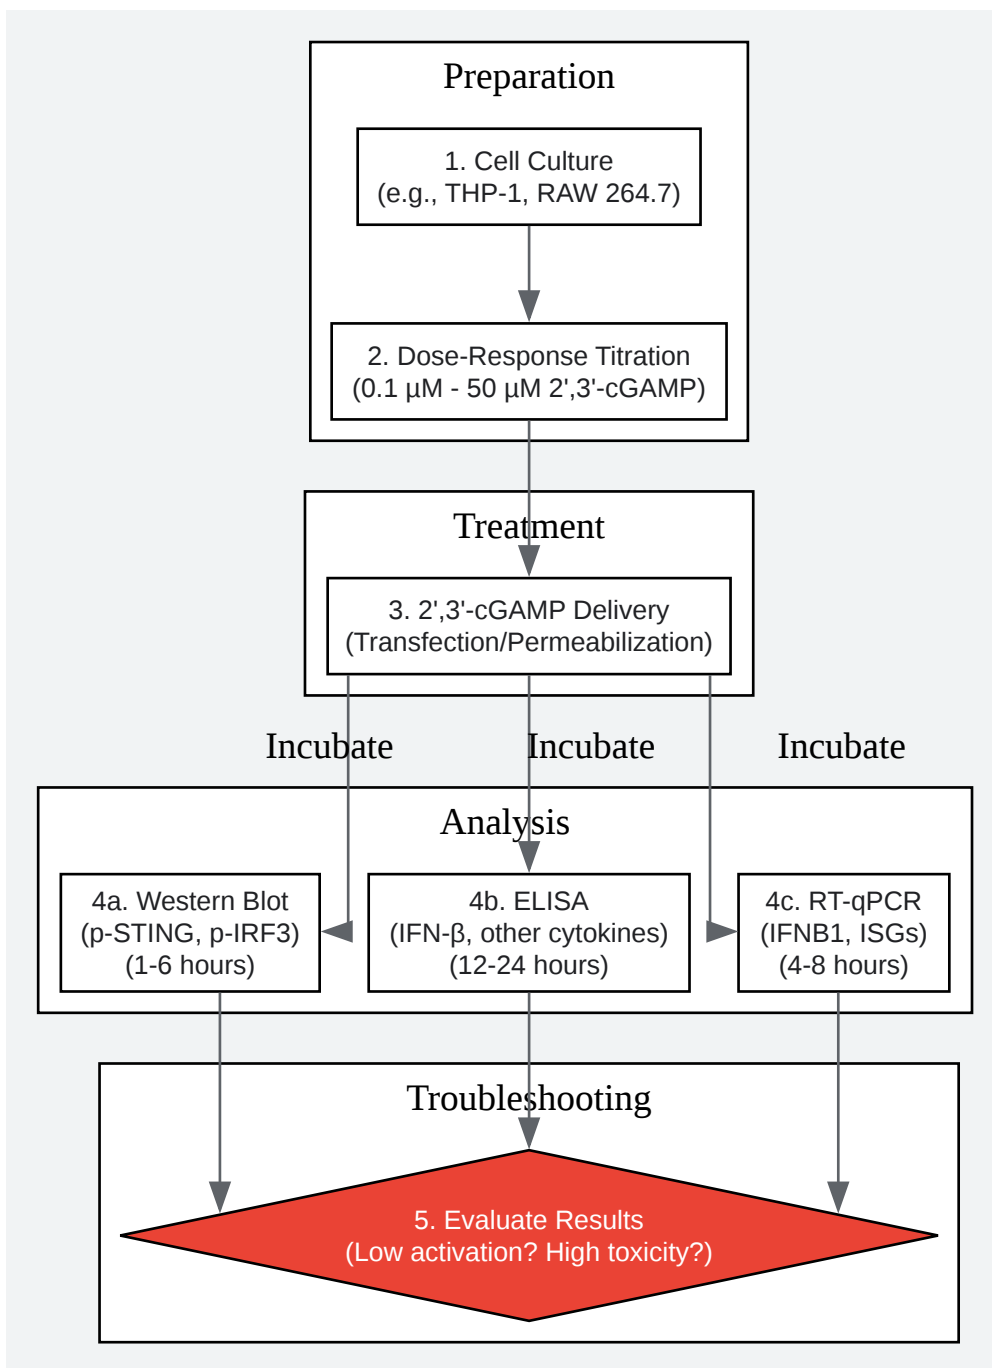 Preparation
1. Cell Culture
(e.g., THP-1, RAW 264.7)
2. Dose-Response Titration
(0.1 µM - 50 µM 2',3'-cGAMP)
Treatment
3. 2',3'-cGAMP Delivery
(Transfection/Permeabilization)
Incubate
Incubate
Incubate
Analysis
4a. Western Blot
(p-STING, p-IRF3)
(1-6 hours)
4b. ELISA
(IFN-β, other cytokines)
(12-24 hours)
4c. RT-qPCR
(IFNB1, ISGs)
(4-8 hours)
Troubleshooting
5. Evaluate Results
(Low activation? High toxicity?)